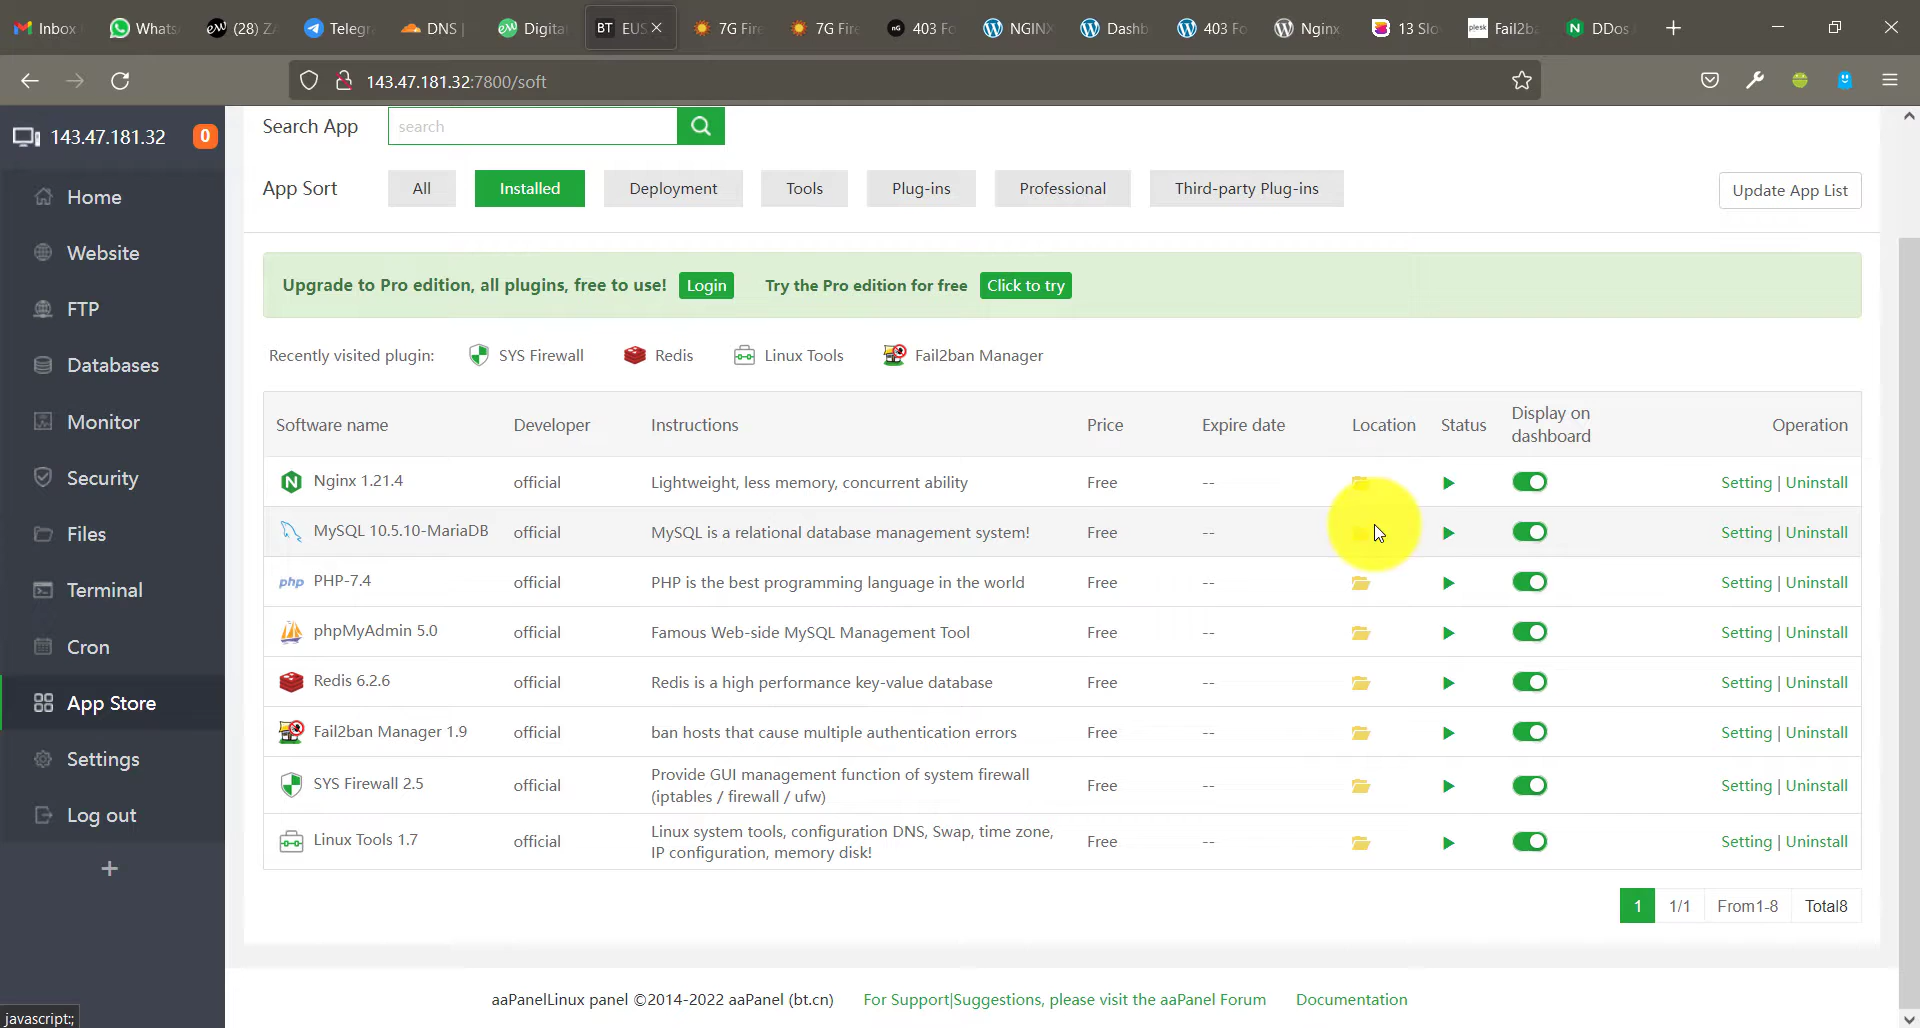 Inbox
Whats
(28) Z
Telegr
DNS |
Digita
BT EUS
7G Fire
7G Fire
403 Fo
NGINX
Dashb
403 Fo
Nginx
13 Slo
plesk Fail2ba
DDos
143.47.181.32:7800/soft
143.47.181.32 0
Home
Website
FTP
Databases
Monitor
Security
Files
Terminal
Cron
App Store
Settings
Log out
javascript:;
Search App search
App Sort All Installed Deployment Tools Plug-ins Professional Third-party Plug-ins Update App List
Upgrade to Pro edition, all plugins, free to use! Login Try the Pro edition for free Click to try
Recently visited plugin: SYS Firewall Redis Linux Tools Fail2ban Manager
Software name Developer Instructions Price Expire date Location Status Display on dashboard Operation
Nginx 1.21.4 official Lightweight, less memory, concurrent ability Free -- Setting | Uninstall
MySQL 10.5.10-MariaDB official MySQL is a relational database management system! Free -- Setting | Uninstall
php PHP-7.4 official PHP is the best programming language in the world Free -- Setting | Uninstall
phpMyAdmin 5.0 official Famous Web-side MySQL Management Tool Free -- Setting | Uninstall
Redis 6.2.6 official Redis is a high performance key-value database Free -- Setting | Uninstall
Fail2ban Manager 1.9 official ban hosts that cause multiple authentication errors Free -- Setting | Uninstall
SYS Firewall 2.5 official Provide GUI management function of system firewall
(iptables / firewall / ufw) Free -- Setting | Uninstall
Linux Tools 1.7 official Linux system tools, configuration DNS, Swap, time zone,
IP configuration, memory disk! Free -- Setting | Uninstall
1 1/1 From1-8 Total8
aaPanelLinux panel ©2014-2022 aaPanel (bt.cn) For Support|Suggestions, please visit the aaPanel Forum Documentation